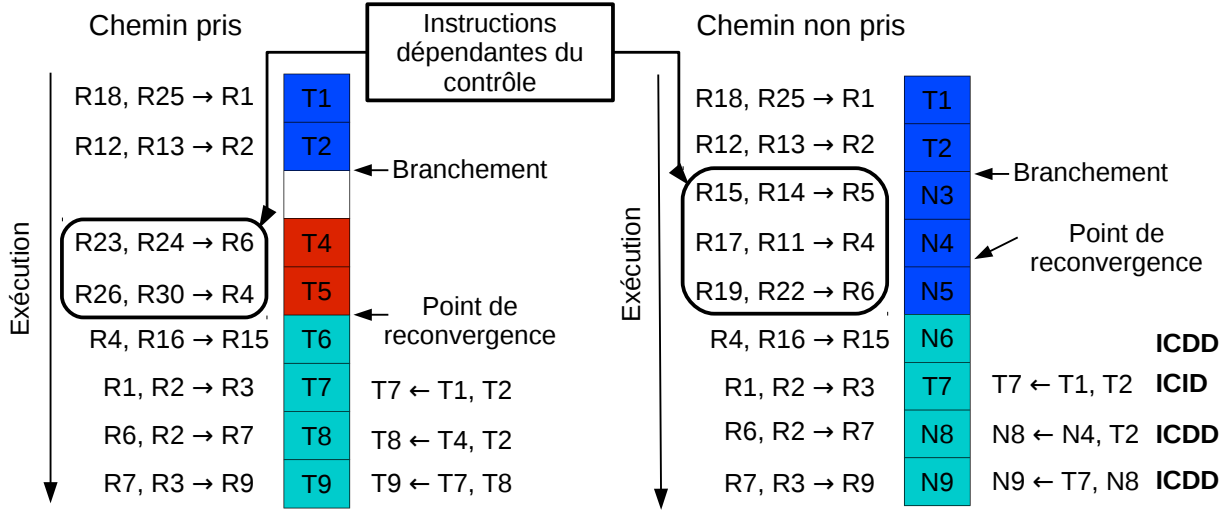 Chemin pris
Instructions
dépendantes du
contrôle
Chemin non pris
Exécution
R18, R25 → R1 T1
R12, R13 → R2 T2
Branchement
R23, R24 → R6 T4
R26, R30 → R4 T5
Point de
reconvergence
R4, R16 → R15 T6
R1, R2 → R3 T7 T7 ← T1, T2
R6, R2 → R7 T8 T8 ← T4, T2
R7, R3 → R9 T9 T9 ← T7, T8
Exécution
R18, R25 → R1 T1
R12, R13 → R2 T2
Branchement
R15, R14 → R5 N3
R17, R11 → R4 N4
Point de
reconvergence
R19, R22 → R6 N5
R4, R16 → R15 N6 ICDD
R1, R2 → R3 T7 T7 ← T1, T2 ICID
R6, R2 → R7 N8 N8 ← N4, T2 ICDD
R7, R3 → R9 N9 N9 ← T7, N8 ICDD